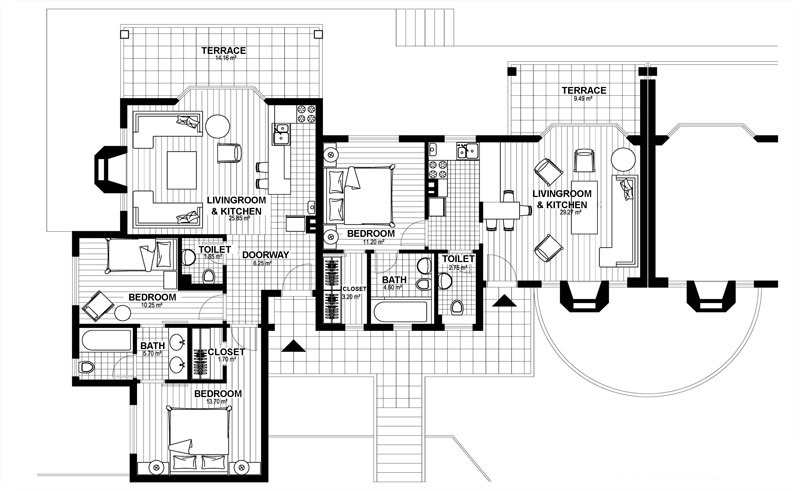 TERRACE
14.16 m²
TERRACE
9.49 m²
LIVINGROOM
& KITCHEN
25.85 m²
LIVINGROOM
& KITCHEN
29.27 m²
BEDROOM
11.20 m²
TOILET
1.85 m²
DOORWAY
6.25 m²
TOILET
2.75 m²
BATH
4.60 m²
CLOSET
3.20 m²
BEDROOM
10.25 m²
BATH
5.70 m²
CLOSET
1.70 m²
BEDROOM
13.70 m²